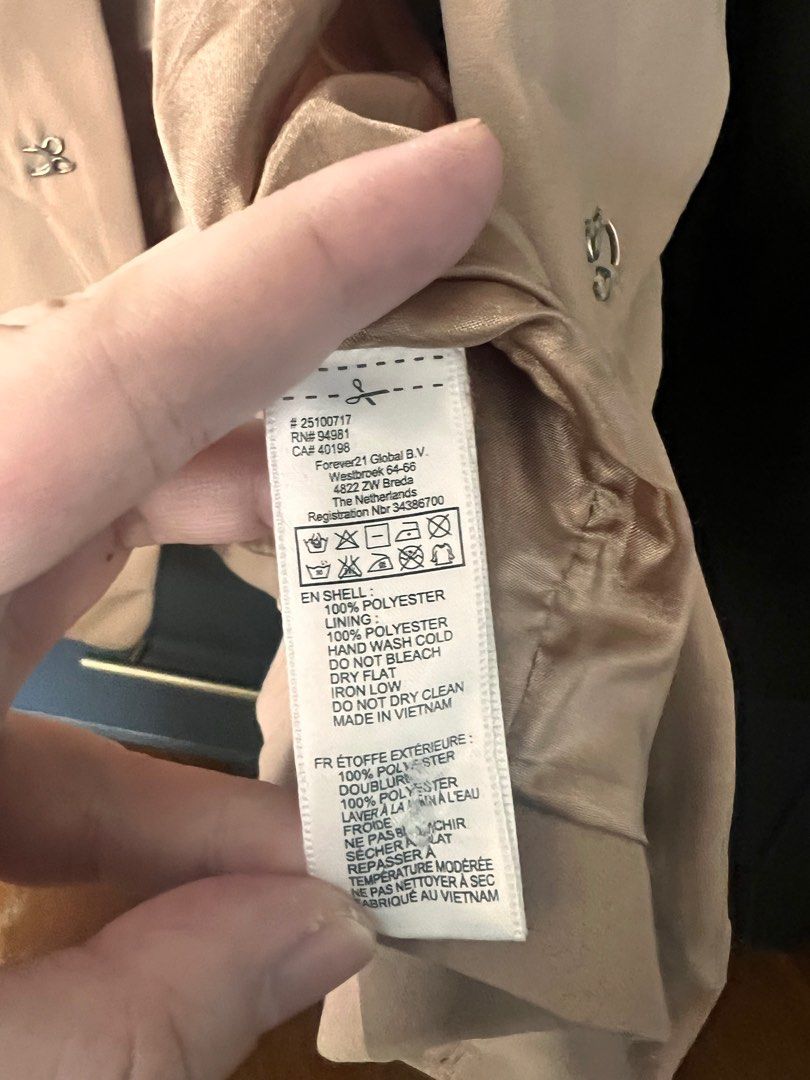 # 25100717
RN# 94981
CA# 40198
Forever21 Global B.V.
Westbroek 64-66
4822 ZW Breda
The Netherlands
Registration Nbr 34386700
EN SHELL :
100% POLYESTER
LINING :
100% POLYESTER
HAND WASH COLD
DO NOT BLEACH
DRY FLAT
IRON LOW
DO NOT DRY CLEAN
MADE IN VIETNAM
FR ÉTOFFE EXTÉRIEURE :
100% POLYESTER
DOUBLURE
100% POLYESTER
LAVER À LA MAIN À L'EAU
FROIDE
NE PAS BLANCHIR
SÉCHER À PLAT
REPASSER À
TEMPÉRATURE MODÉRÉE
NE PAS NETTOYER À SEC
FABRIQUÉ AU VIETNAM